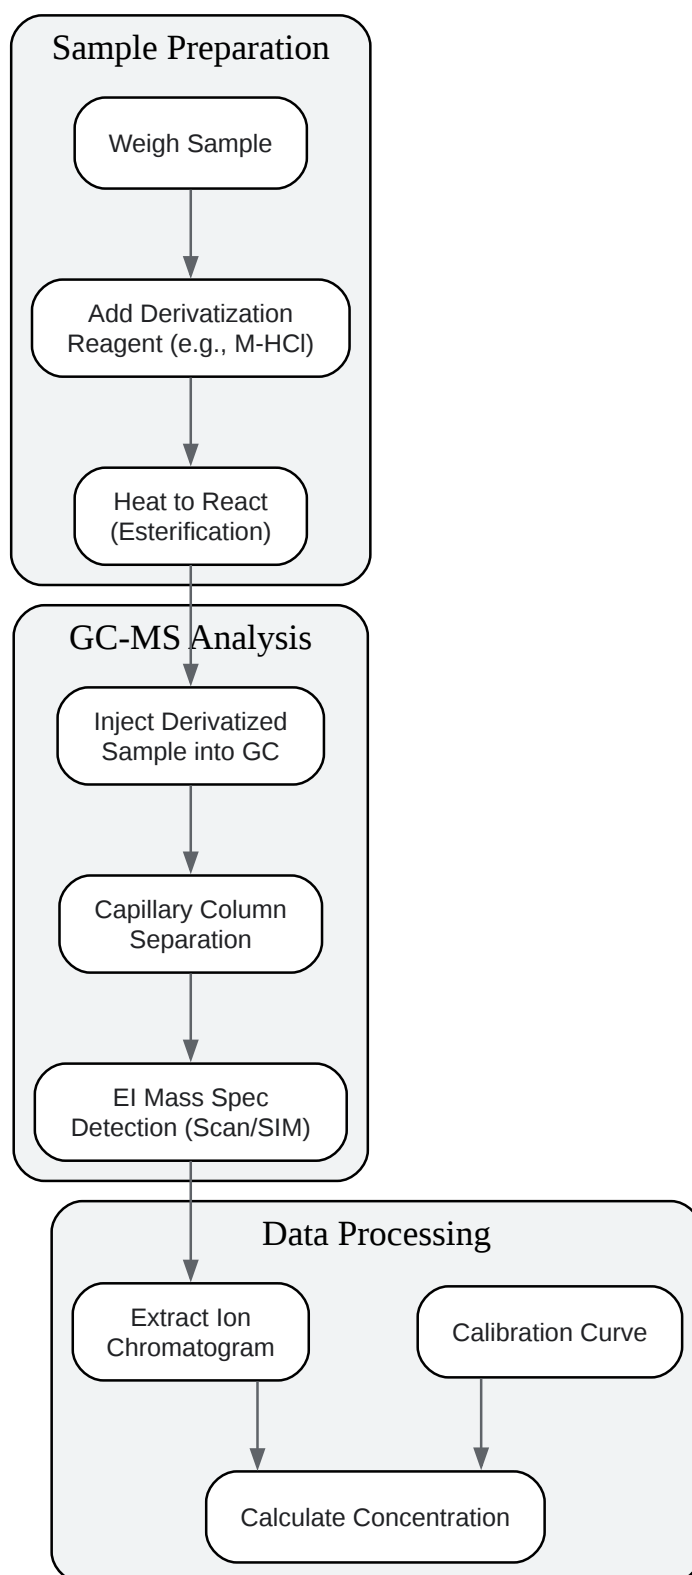 Sample Preparation
Weigh Sample
Add Derivatization
Reagent (e.g., M-HCl)
Heat to React
(Esterification)
GC-MS Analysis
Inject Derivatized
Sample into GC
Capillary Column
Separation
EI Mass Spec
Detection (Scan/SIM)
Data Processing
Extract Ion
Chromatogram
Calibration Curve
Calculate Concentration